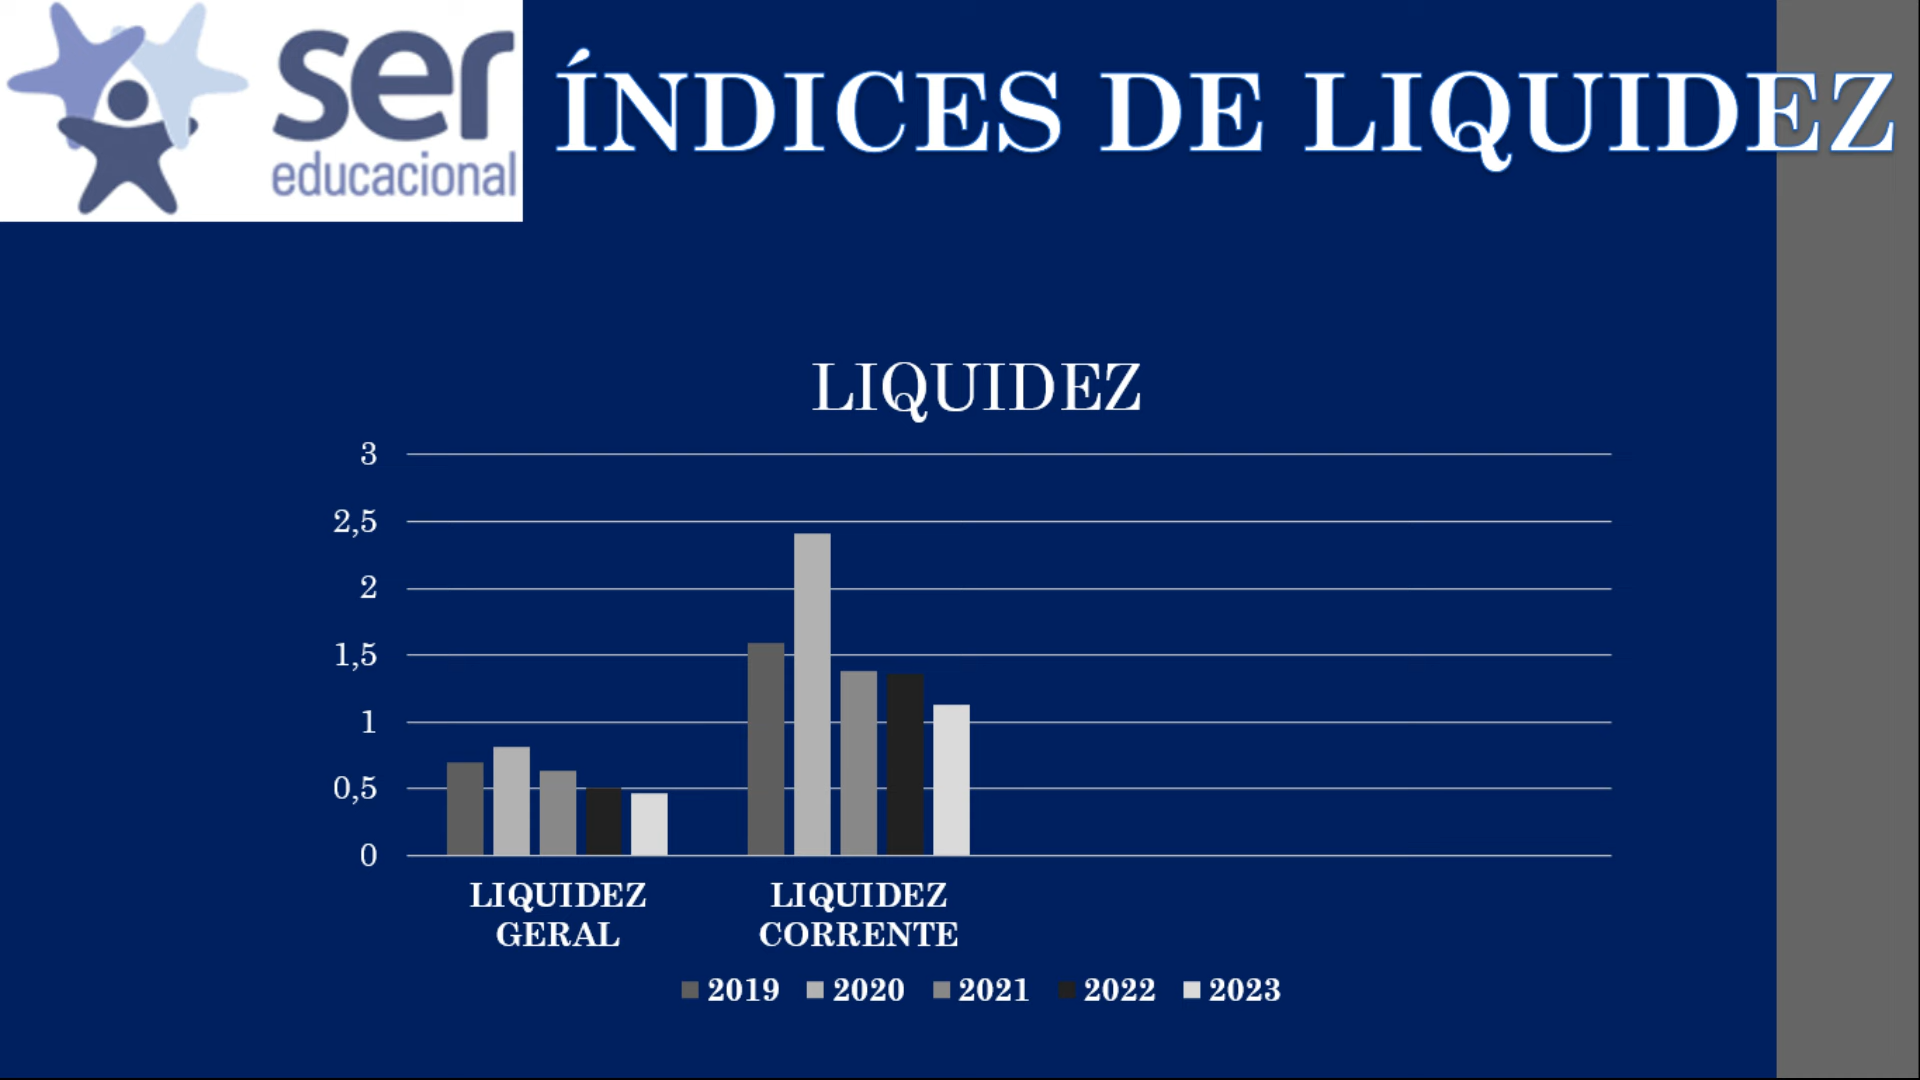 ser
educacional
ÍNDICES DE LIQUIDEZ
LIQUIDEZ
3
2,5
2
1,5
1
0,5
0
LIQUIDEZ
GERAL
LIQUIDEZ
CORRENTE
2019 2020 2021 2022 2023